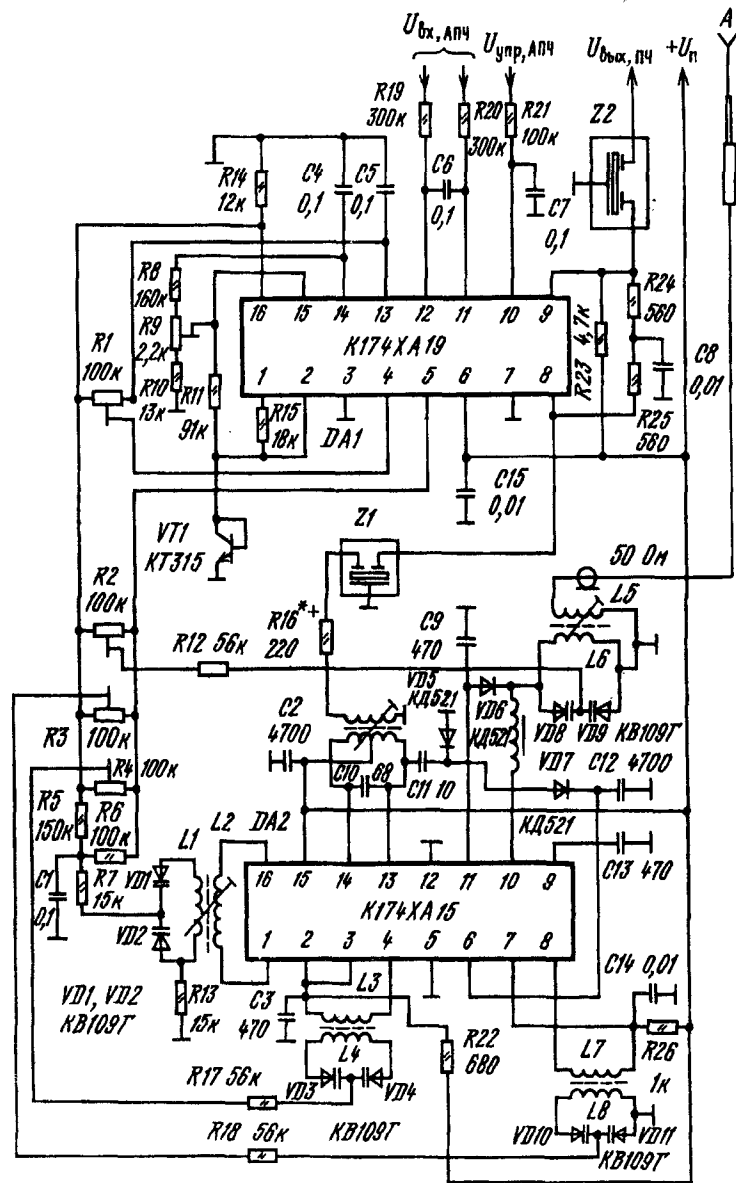 A
Uвх, АПЧ
Uупр, АПЧ
Uвых, ПЧ
+Uп
R19
300к
R20
300к
R21
100к
Z2
R14
12к
C4
0,1
C5
0,1
C6
0,1
C7
0,1
R8
160к
R9
2,2к
R10
13к
R11
91к
R1
100к
16 15 14 13 12 11 10 9
К174ХА19
1 2 3 4 5 6 7 8
R15
18к
DA1
R23
4,7к
R24
560
C8
0,01
R25
560
C15
0,01
VT1
КТ315
Z1
50 Ом
L5
R2
100к
R12 56к
R16*+
220
C9
470
L6
R3
100к
C2
4700
VD5
КД521
VD6
КД521
VD8
VD9
КВ109Г
R4 100к
C10
68
C11 10
VD7
КД521
C12 4700
R5
150к
R6
100к
L1
L2
DA2
C13 470
C1
0,1
R7
15к
VD1
VD2
16 15 14 13 12 11 10 9
К174ХА15
1 2 3 4 5 6 7 8
VD1, VD2
КВ109Г
R13
15к
C3
470
L3
L4
R22
680
C14 0,01
L7
R26
1к
R17 56к
VD3
VD4
КВ109Г
L8
VD10
VD11
КВ109Г
R18 56к